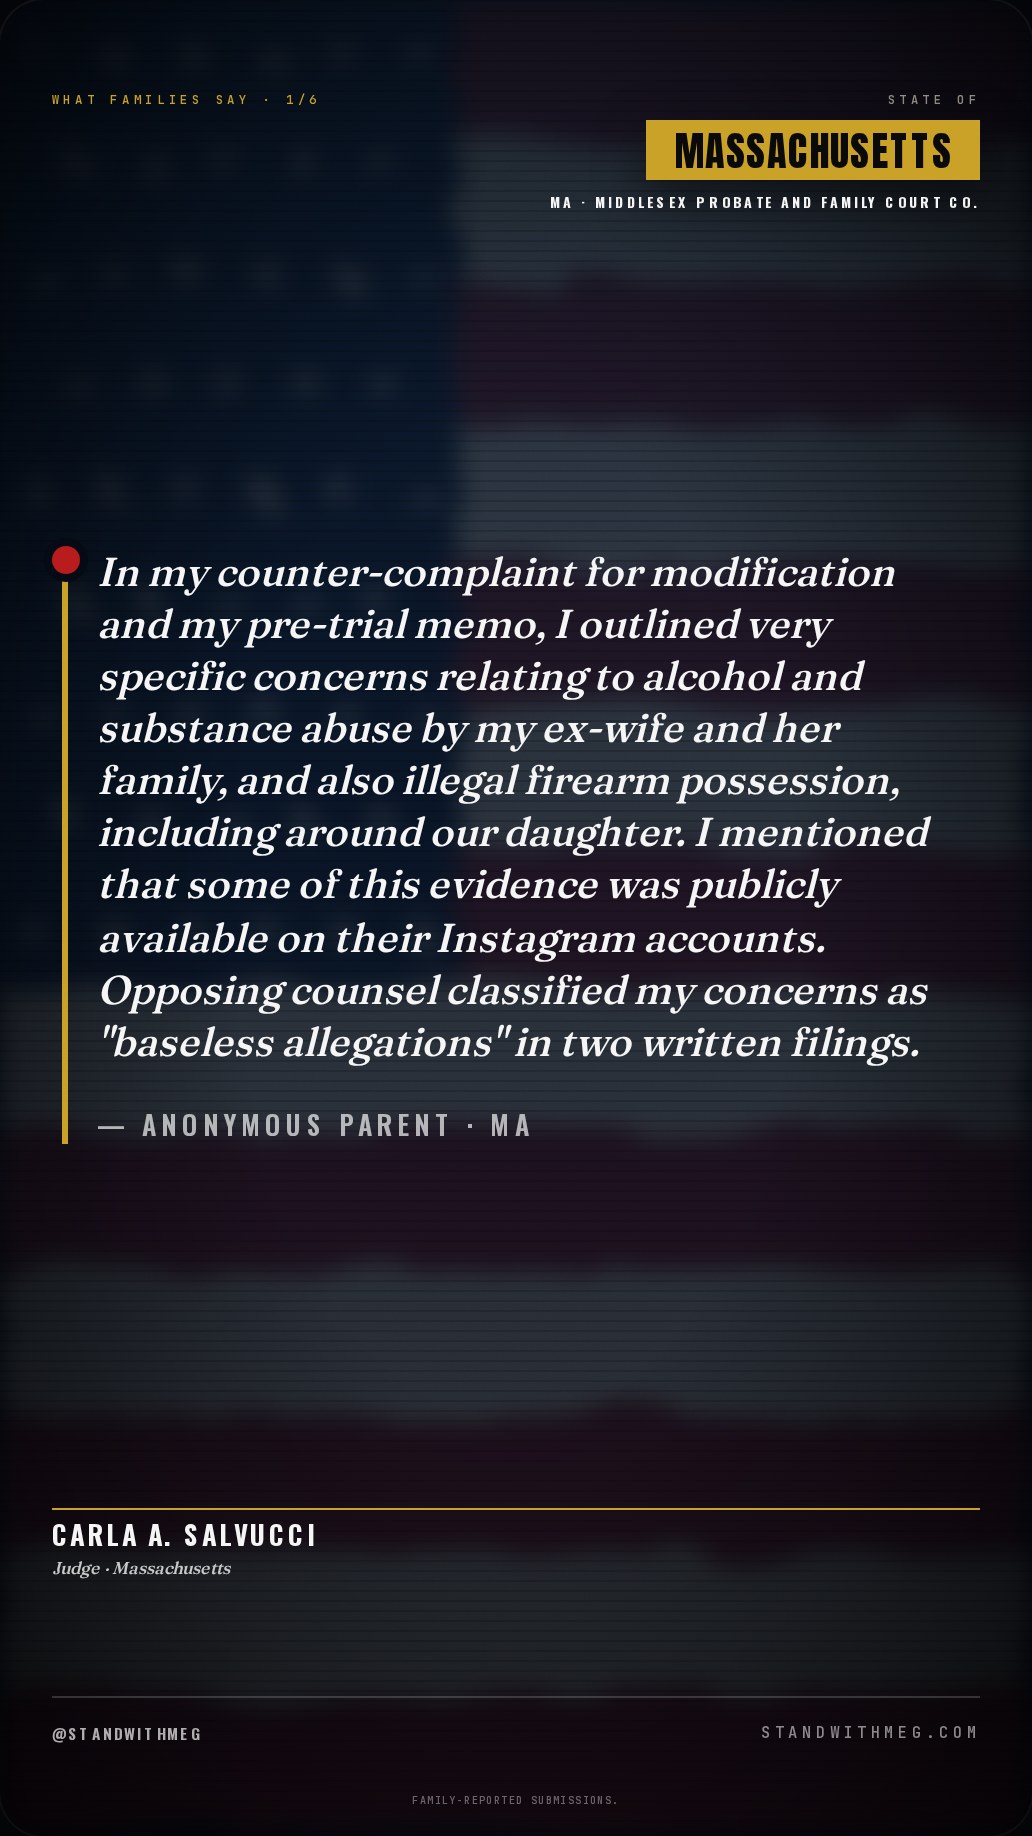 WHAT FAMILIES SAY · 1/6
STATE OF
MASSACHUSETTS
MA · MIDDLESEX PROBATE AND FAMILY COURT CO.
In my counter-complaint for modification
and my pre-trial memo, I outlined very
specific concerns relating to alcohol and
substance abuse by my ex-wife and her
family, and also illegal firearm possession,
including around our daughter. I mentioned
that some of this evidence was publicly
available on their Instagram accounts.
Opposing counsel classified my concerns as
"baseless allegations" in two written filings.
— ANONYMOUS PARENT · MA
CARLA A. SALVUCCI
Judge · Massachusetts
@STANDWITHMEG
STANDWITHMEG.COM
FAMILY-REPORTED SUBMISSIONS.